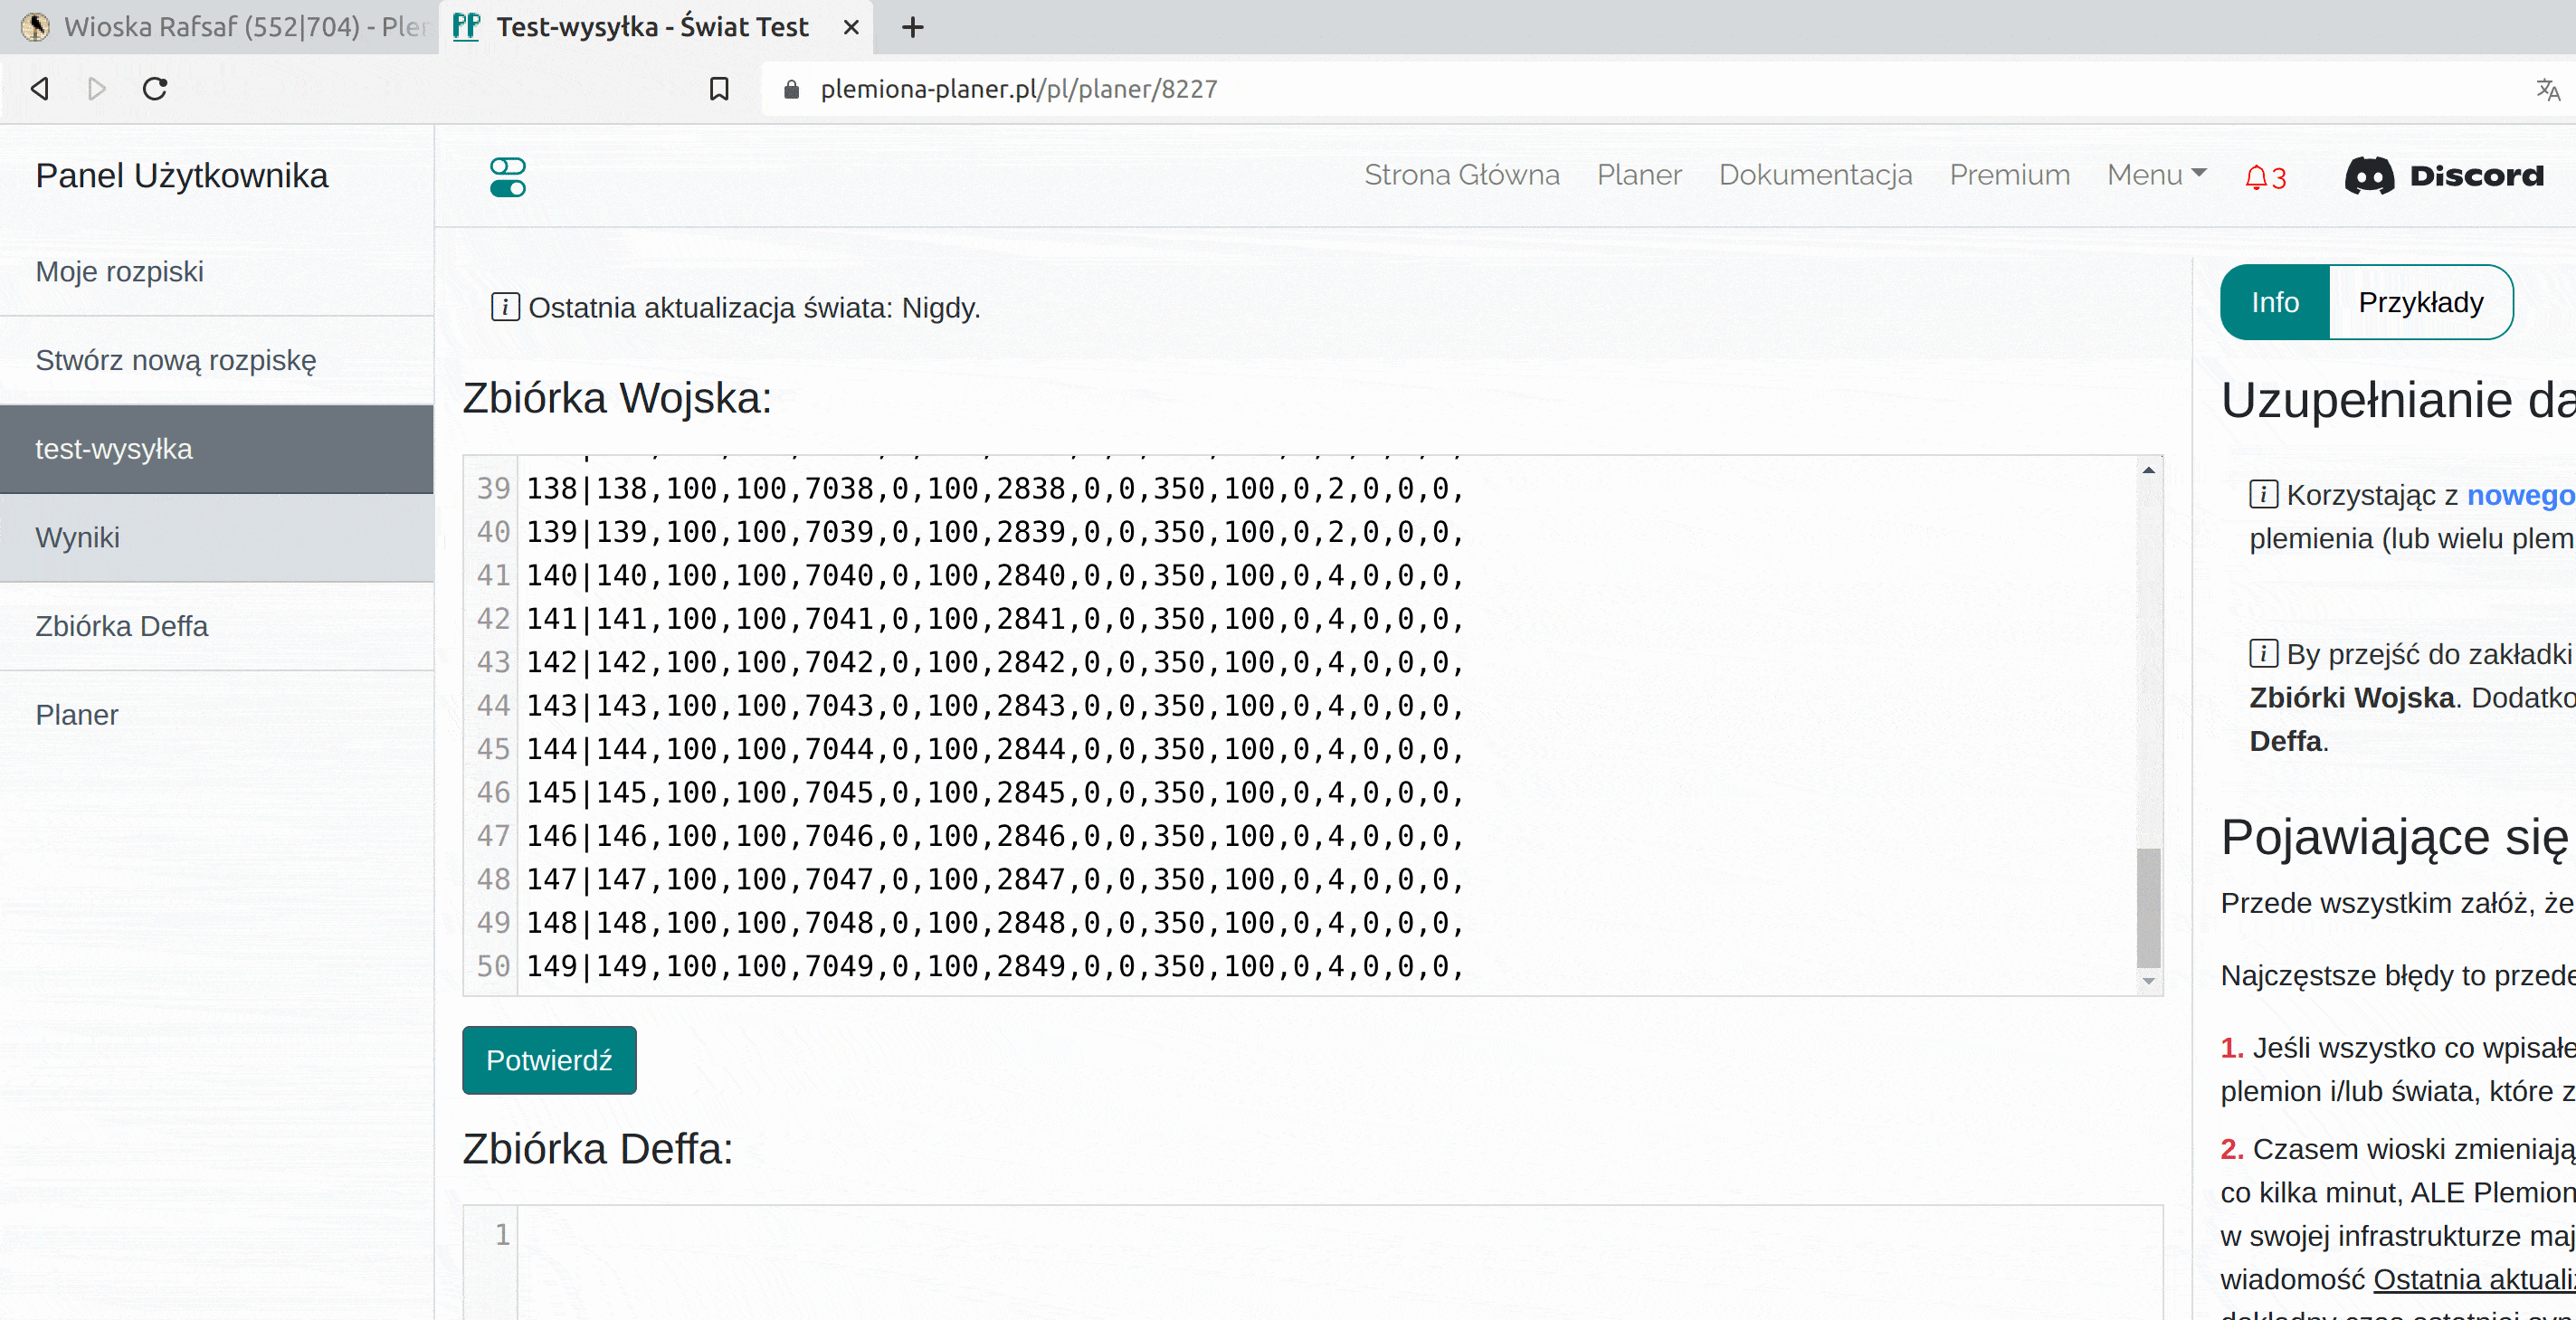 Wioska Rafsaf (552|704) - Plem
Test-wysyłka - Świat Test
plemiona-planer.pl/pl/planer/8227
Panel Użytkownika
Strona Główna Planer Dokumentacja Premium Menu 3 Discord
Moje rozpiski
Stwórz nową rozpiskę
test-wysyłka
Wyniki
Zbiórka Deffa
Planer
Ostatnia aktualizacja świata: Nigdy.
Zbiórka Wojska:
39 138|138,100,100,7038,0,100,2838,0,0,350,100,0,2,0,0,0,
40 139|139,100,100,7039,0,100,2839,0,0,350,100,0,2,0,0,0,
41 140|140,100,100,7040,0,100,2840,0,0,350,100,0,4,0,0,0,
42 141|141,100,100,7041,0,100,2841,0,0,350,100,0,4,0,0,0,
43 142|142,100,100,7042,0,100,2842,0,0,350,100,0,4,0,0,0,
44 143|143,100,100,7043,0,100,2843,0,0,350,100,0,4,0,0,0,
45 144|144,100,100,7044,0,100,2844,0,0,350,100,0,4,0,0,0,
46 145|145,100,100,7045,0,100,2845,0,0,350,100,0,4,0,0,0,
47 146|146,100,100,7046,0,100,2846,0,0,350,100,0,4,0,0,0,
48 147|147,100,100,7047,0,100,2847,0,0,350,100,0,4,0,0,0,
49 148|148,100,100,7048,0,100,2848,0,0,350,100,0,4,0,0,0,
50 149|149,100,100,7049,0,100,2849,0,0,350,100,0,4,0,0,0,
Potwierdź
Zbiórka Deffa:
1
Info Przykłady
Uzupełnianie da
Korzystając z nowego
plemienia (lub wielu plem
By przejść do zakładki
Zbiórki Wojska. Dodatko
Deffa.
Pojawiające się
Przede wszystkim załóż, że
Najczęstsze błędy to przede
1. Jeśli wszystko co wpisałe
plemion i/lub świata, które z
2. Czasem wioski zmieniają
co kilka minut, ALE Plemion
w swojej infrastrukturze maj
wiadomość Ostatnia aktualiz